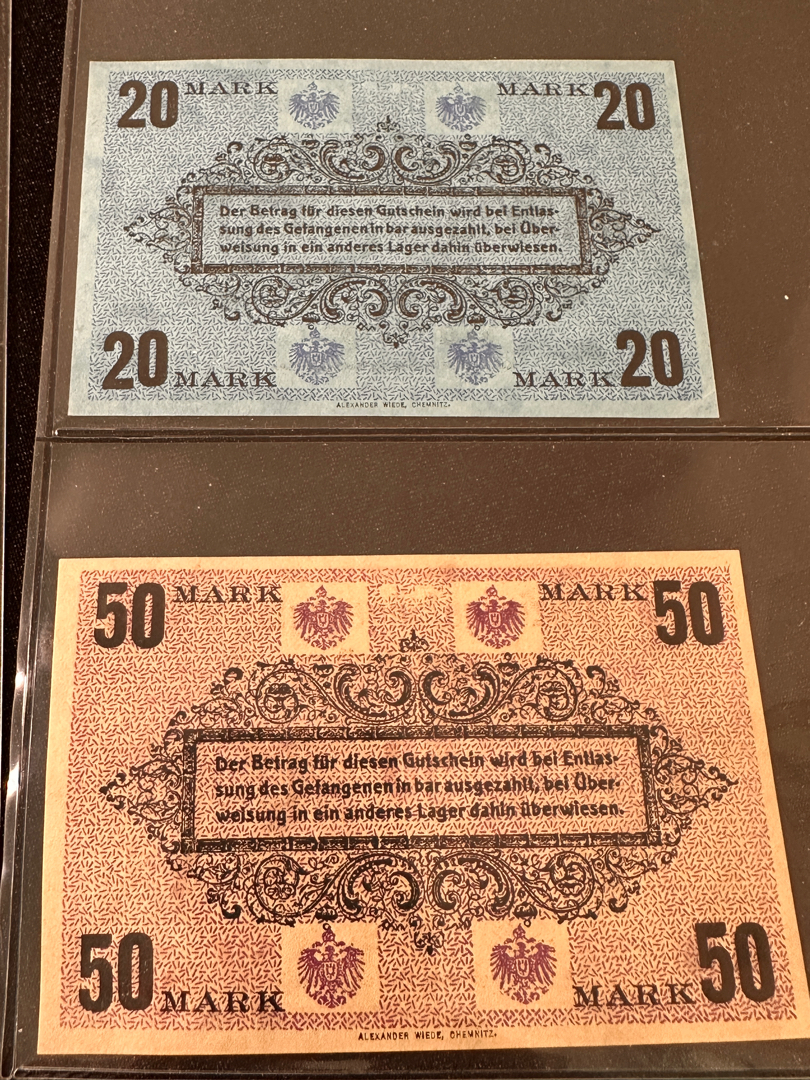 20 MARK MARK 20
Der Betrag für diesen Gutschein wird bei Entlas-
sung des Gefangenen in bar ausgezahlt, bei Über-
weisung in ein anderes Lager dahin überwiesen.
20 MARK MARK 20
ALEXANDER WIEDE, CHEMNITZ.
50 MARK MARK 50
Der Betrag für diesen Gutschein wird bei Entlas-
sung des Gefangenen in bar ausgezahlt, bei Über-
weisung in ein anderes Lager dahin überwiesen.
50 MARK MARK 50
ALEXANDER WIEDE, CHEMNITZ.